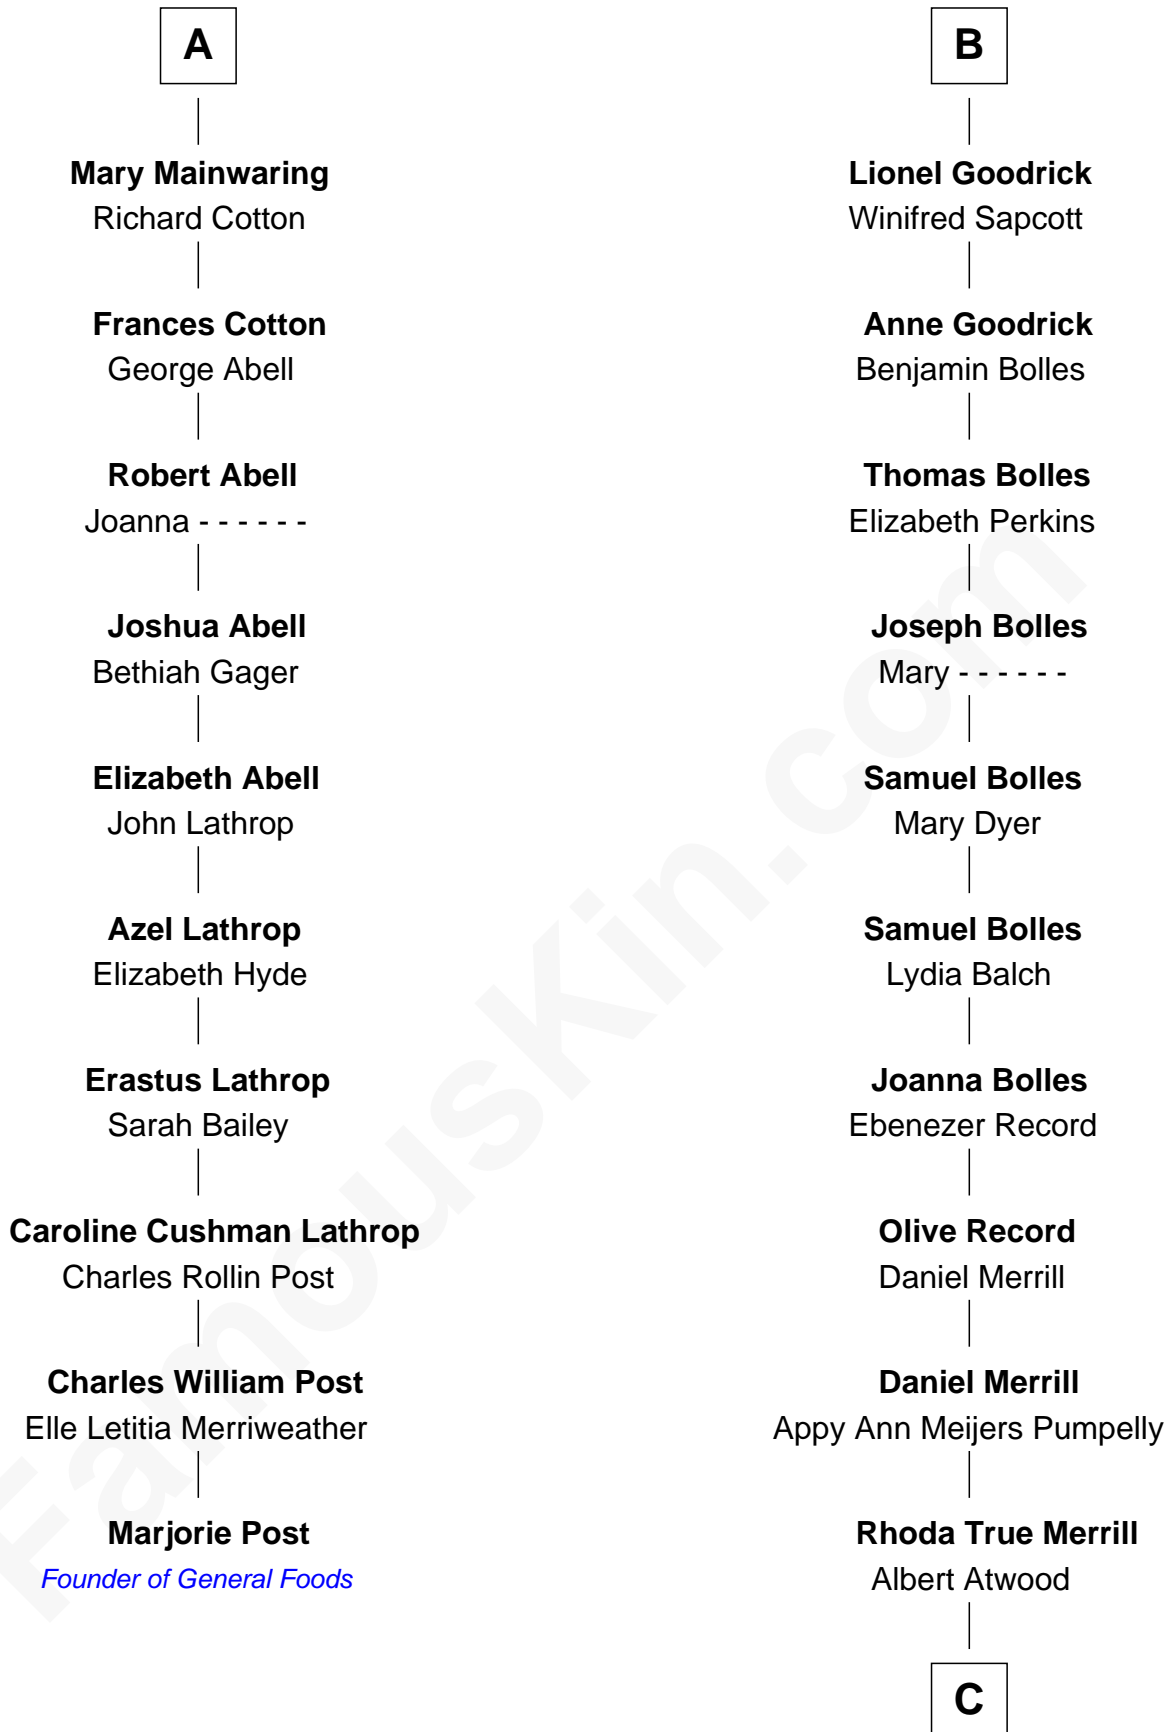 A
Mary Mainwaring
Richard Cotton
Frances Cotton
George Abell
Robert Abell
Joanna - - - - - -
Joshua Abell
Bethiah Gager
Elizabeth Abell
John Lathrop
Azel Lathrop
Elizabeth Hyde
Erastus Lathrop
Sarah Bailey
Caroline Cushman Lathrop
Charles Rollin Post
Charles William Post
Elle Letitia Merriweather
Marjorie Post
Founder of General Foods
B
Lionel Goodrick
Winifred Sapcott
Anne Goodrick
Benjamin Bolles
Thomas Bolles
Elizabeth Perkins
Joseph Bolles
Mary - - - - - -
Samuel Bolles
Mary Dyer
Samuel Bolles
Lydia Balch
Joanna Bolles
Ebenezer Record
Olive Record
Daniel Merrill
Daniel Merrill
Appy Ann Meijers Pumpelly
Rhoda True Merrill
Albert Atwood
C
FamousKin.com